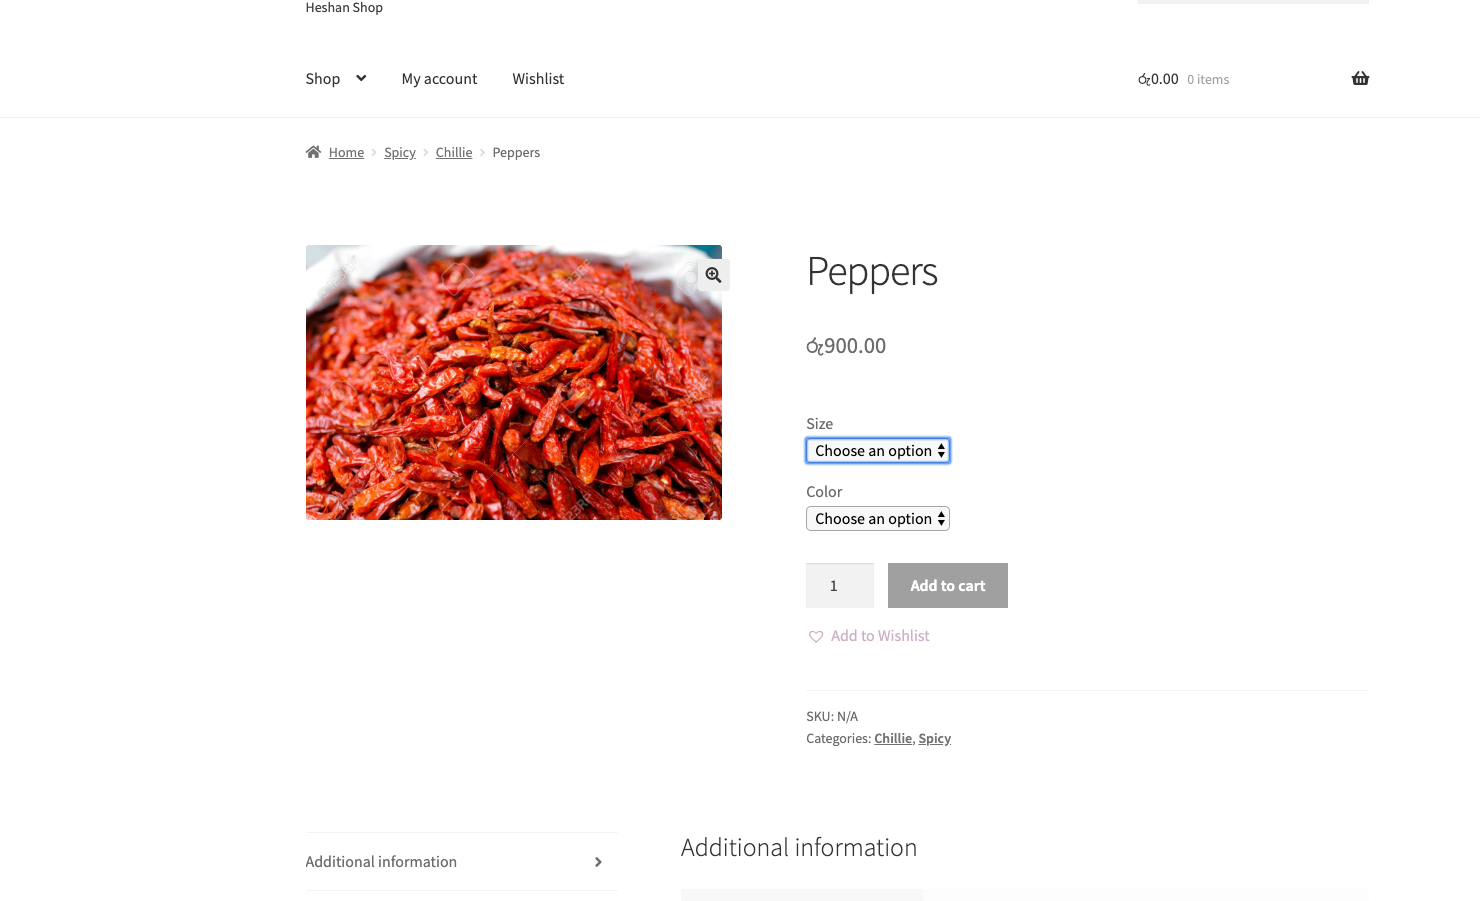 Heshan Shop
Shop My account Wishlist රු0.00 0 items
Home Spicy Chillie Peppers
Peppers
රු900.00
Size
Choose an option
Color
Choose an option
1 Add to cart
Add to Wishlist
SKU: N/A
Categories: Chillie, Spicy
Additional information
Additional information